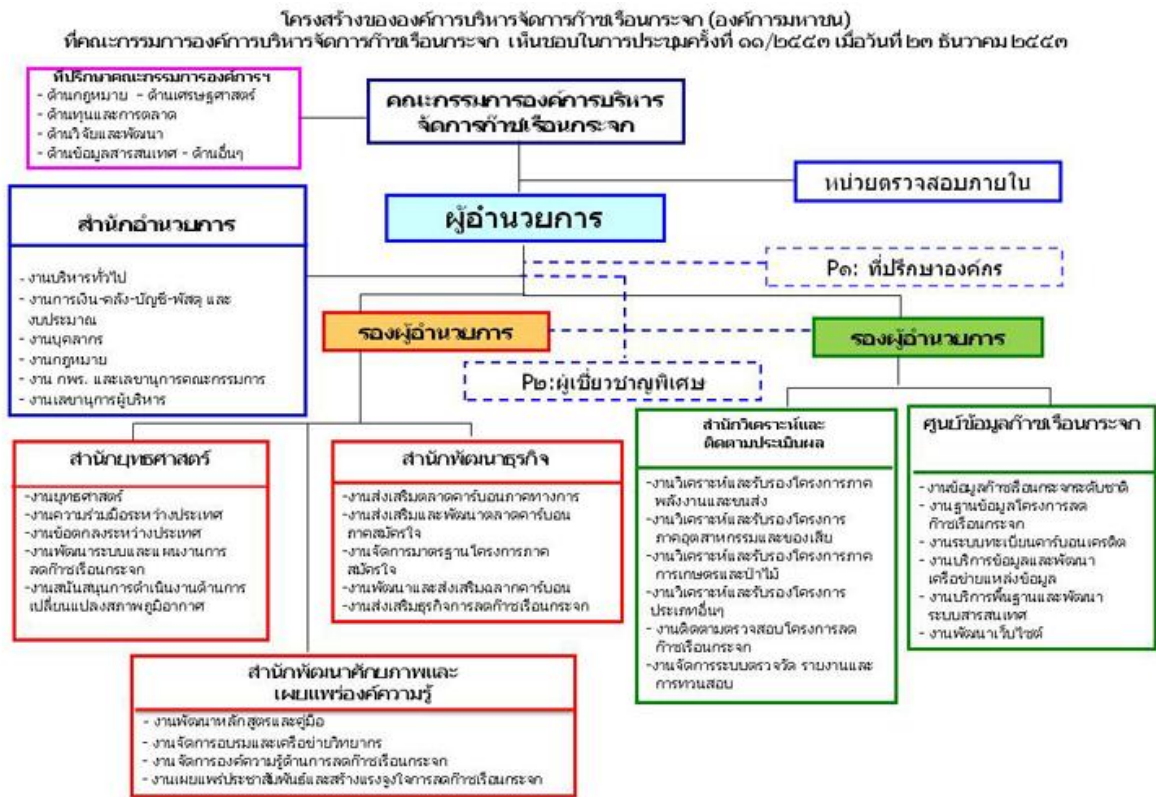 โครงสร้างขององค์การบริหารจัดการก๊าซเรือนกระจก (องค์การมหาชน)
ที่คณะกรรมการองค์การบริหารจัดการก๊าซเรือนกระจก เห็นชอบในการประชุมครั้งที่ ๑๑/๒๕๕๓ เมื่อวันที่ ๒๓ ธันวาคม ๒๕๕๓
ที่ปรึกษาคณะกรรมการองค์การฯ
- ด้านกฎหมาย - ด้านเศรษฐศาสตร์
- ด้านทุนและการตลาด
- ด้านวิจัยและพัฒนา
- ด้านข้อมูลสารสนเทศ - ด้านอื่นๆ
คณะกรรมการองค์การบริหาร
จัดการก๊าซเรือนกระจก
หน่วยตรวจสอบภายใน
ผู้อำนวยการ
สำนักอำนวยการ
- งานบริหารทั่วไป
- งานการเงิน-คลัง-บัญชี-พัสดุ และ
งบประมาณ
- งานบุคลากร
- งานกฎหมาย
- งาน กพร. และเลขานุการคณะกรรมการ
- งานเลขานุการผู้บริหาร
P๑: ที่ปรึกษาองค์กร
รองผู้อำนวยการ
รองผู้อำนวยการ
P๒:ผู้เชี่ยวชาญพิเศษ
สำนักยุทธศาสตร์
-งานยุทธศาสตร์
-งานความร่วมมือระหว่างประเทศ
-งานข้อตกลงระหว่างประเทศ
-งานพัฒนาระบบและแผนงานการ
ลดก๊าซเรือนกระจก
-งานสนับสนุนการดำเนินงานด้านการ
เปลี่ยนแปลงสภาพภูมิอากาศ
สำนักพัฒนาธุรกิจ
-งานส่งเสริมตลาดคาร์บอนภาคทางการ
-งานส่งเสริมและพัฒนาตลาดคาร์บอน
ภาคสมัครใจ
-งานจัดการมาตรฐานโครงการภาค
สมัครใจ
-งานพัฒนาและส่งเสริมฉลากคาร์บอน
-งานส่งเสริมธุรกิจการลดก๊าซเรือนกระจก
สำนักวิเคราะห์และ
ติดตามประเมินผล
-งานวิเคราะห์และรับรองโครงการภาค
พลังงานและขนส่ง
-งานวิเคราะห์และรับรองโครงการ
ภาคอุตสาหกรรมและของเสีย
-งานวิเคราะห์และรับรองโครงการภาค
การเกษตรและป่าไม้
-งานวิเคราะห์และรับรองโครงการ
ประเภทอื่นๆ
- งานติดตามตรวจสอบโครงการลด
ก๊าซเรือนกระจก
-งานจัดการระบบตรวจวัด รายงานและ
การทวนสอบ
ศูนย์ข้อมูลก๊าซเรือนกระจก
-งานข้อมูลก๊าซเรือนกระจกระดับชาติ
- งานฐานข้อมูลโครงการลด
ก๊าซเรือนกระจก
-งานระบบทะเบียนคาร์บอนเครดิต
- งานบริการข้อมูลและพัฒนา
เครือข่ายแหล่งข้อมูล
- งานบริการพื้นฐานและพัฒนา
ระบบสารสนเทศ
- งานพัฒนาเว็บไซต์
สำนักพัฒนาศักยภาพและ
เผยแพร่องค์ความรู้
- งานพัฒนาหลักสูตรและคู่มือ
- งานจัดการอบรมและเครือข่ายวิทยากร
- งานจัดการองค์ความรู้ด้านการลดก๊าซเรือนกระจก
-งานเผยแพร่ประชาสัมพันธ์และสร้างแรงจูงใจการลดก๊าซเรือนกระจก